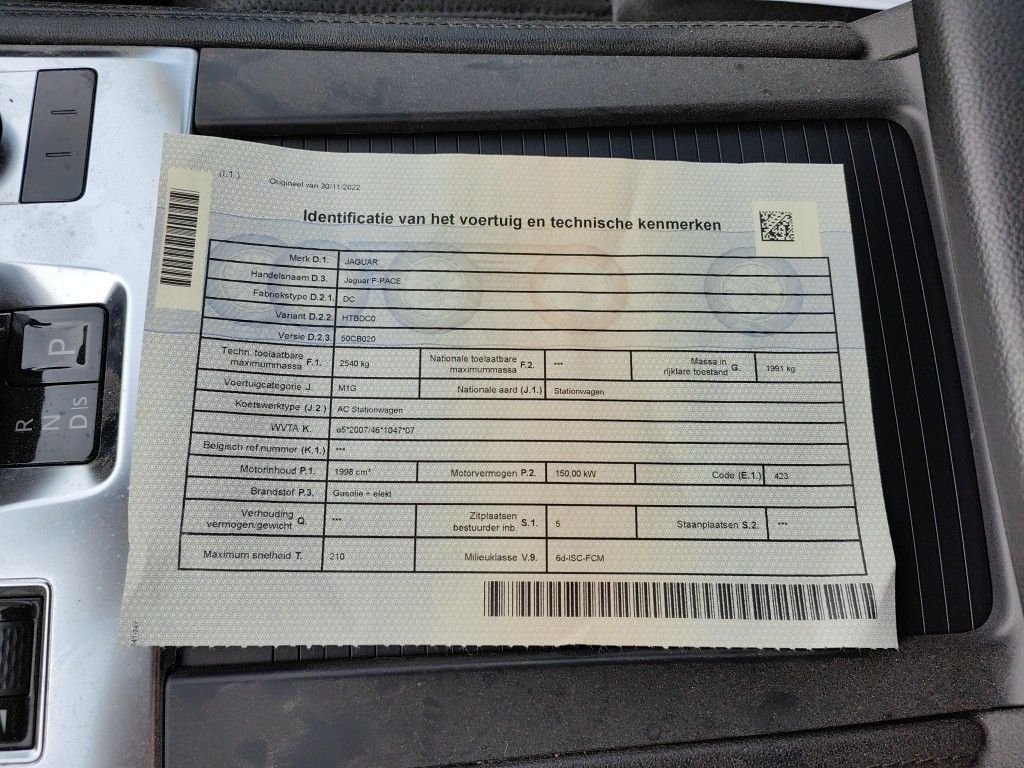 (I.1.) Origineel van 30/11/2022
Identificatie van het voertuig en technische kenmerken
Merk D.1. JAGUAR
Handelsnaam D.3. Jaguar F-PACE
Fabriekstype D.2.1. DC
Variant D.2.2. HTBDC0
Versie D.2.3. 50CB020
Techn. toelaatbare maximummassa F.1. 2540 kg Nationale toelaatbare maximummassa F.2. *** Massa in rijklare toestand G. 1991 kg
Voertuigcategorie J. M1G Nationale aard (J.1.) Stationwagen
Koetswerktype (J.2.) AC Stationwagen
WVTA K. e5*2007/46*1047*07
Belgisch ref.nummer (K.1.) ***
Motorinhoud P.1. 1998 cm³ Motorvermogen P.2. 150,00 kW Code (E.1.) 423
Brandstof P.3. Gasolie + elekt
Verhouding vermogen/gewicht Q. *** Zitplaatsen bestuurder inb. S.1. 5 Staanplaatsen S.2. ***
Maximum snelheid T. 210 Milieuklasse V.9. 6d-ISC-FCM
P
R
N
D/S